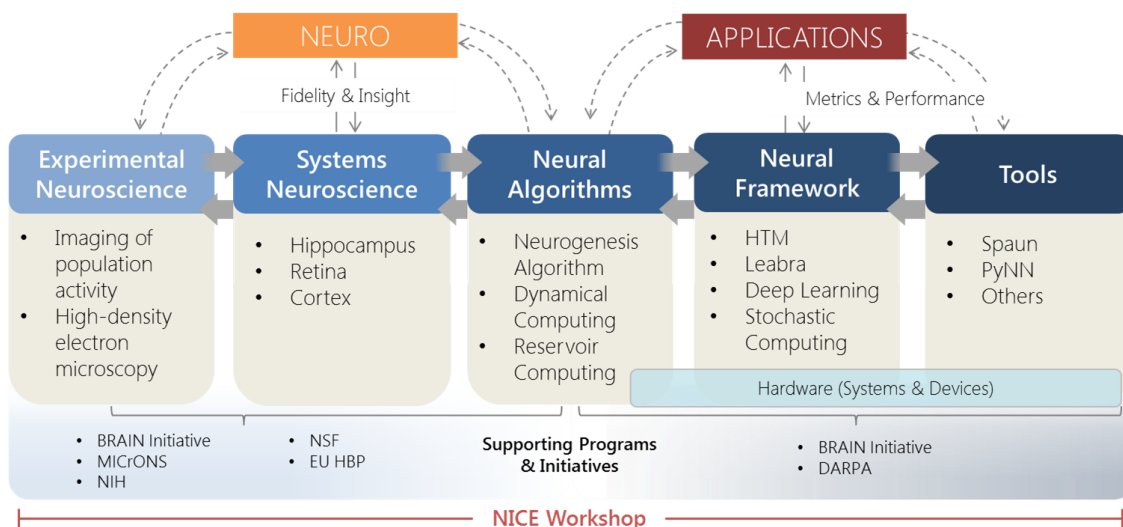 NEURO
APPLICATIONS
Fidelity & Insight
Metrics & Performance
Experimental
Neuroscience
Systems
Neuroscience
Neural
Algorithms
Neural
Framework
Tools
• Imaging of
population
activity
• High-density
electron
microscopy
• Hippocampus
• Retina
• Cortex
• Neurogenesis
Algorithm
• Dynamical
Computing
• Reservoir
Computing
• HTM
• Leabra
• Deep Learning
• Stochastic
Computing
• Spaun
• PyNN
• Others
Hardware (Systems & Devices)
• BRAIN Initiative
• MICrONS
• NIH
• NSF
• EU HBP
Supporting Programs
& Initiatives
• BRAIN Initiative
• DARPA
NICE Workshop